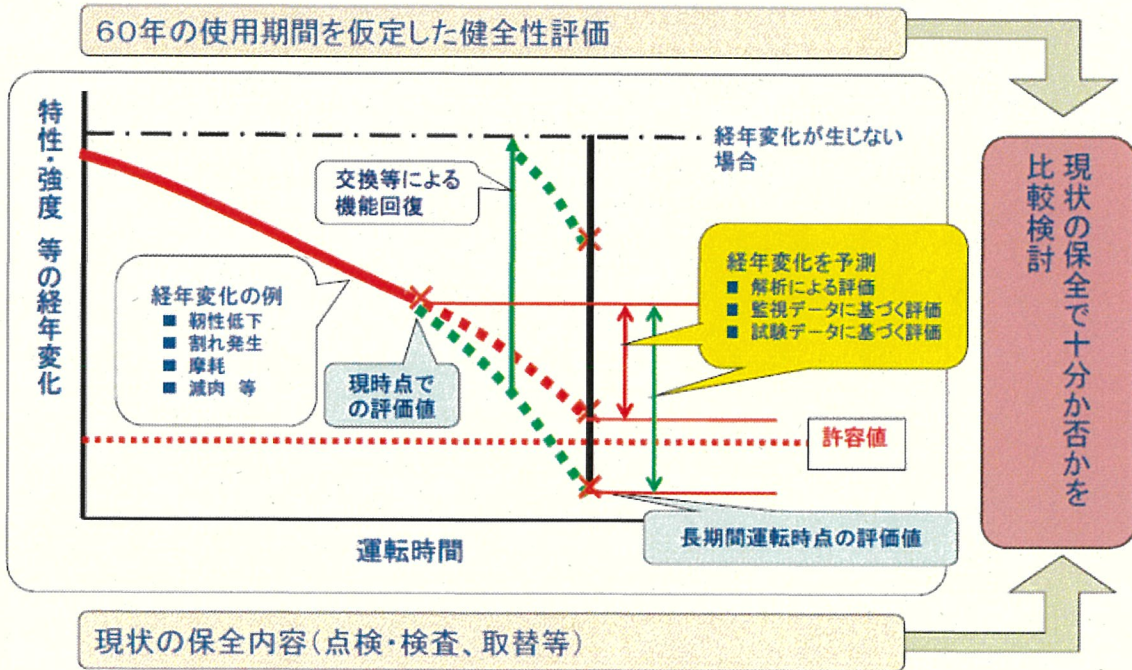 60年の使用期間を仮定した健全性評価
特性・強度 等の経年変化
経年変化が生じない
場合
交換等による
機能回復
経年変化を予測
■ 解析による評価
■ 監視データに基づく評価
■ 試験データに基づく評価
経年変化の例
■ 靭性低下
■ 割れ発生
■ 摩耗
■ 減肉 等
現時点で
の評価値
許容値
長期間運転時点の評価値
運転時間
現状の保全で十分か否かを
比較検討
現状の保全内容(点検・検査、取替等)